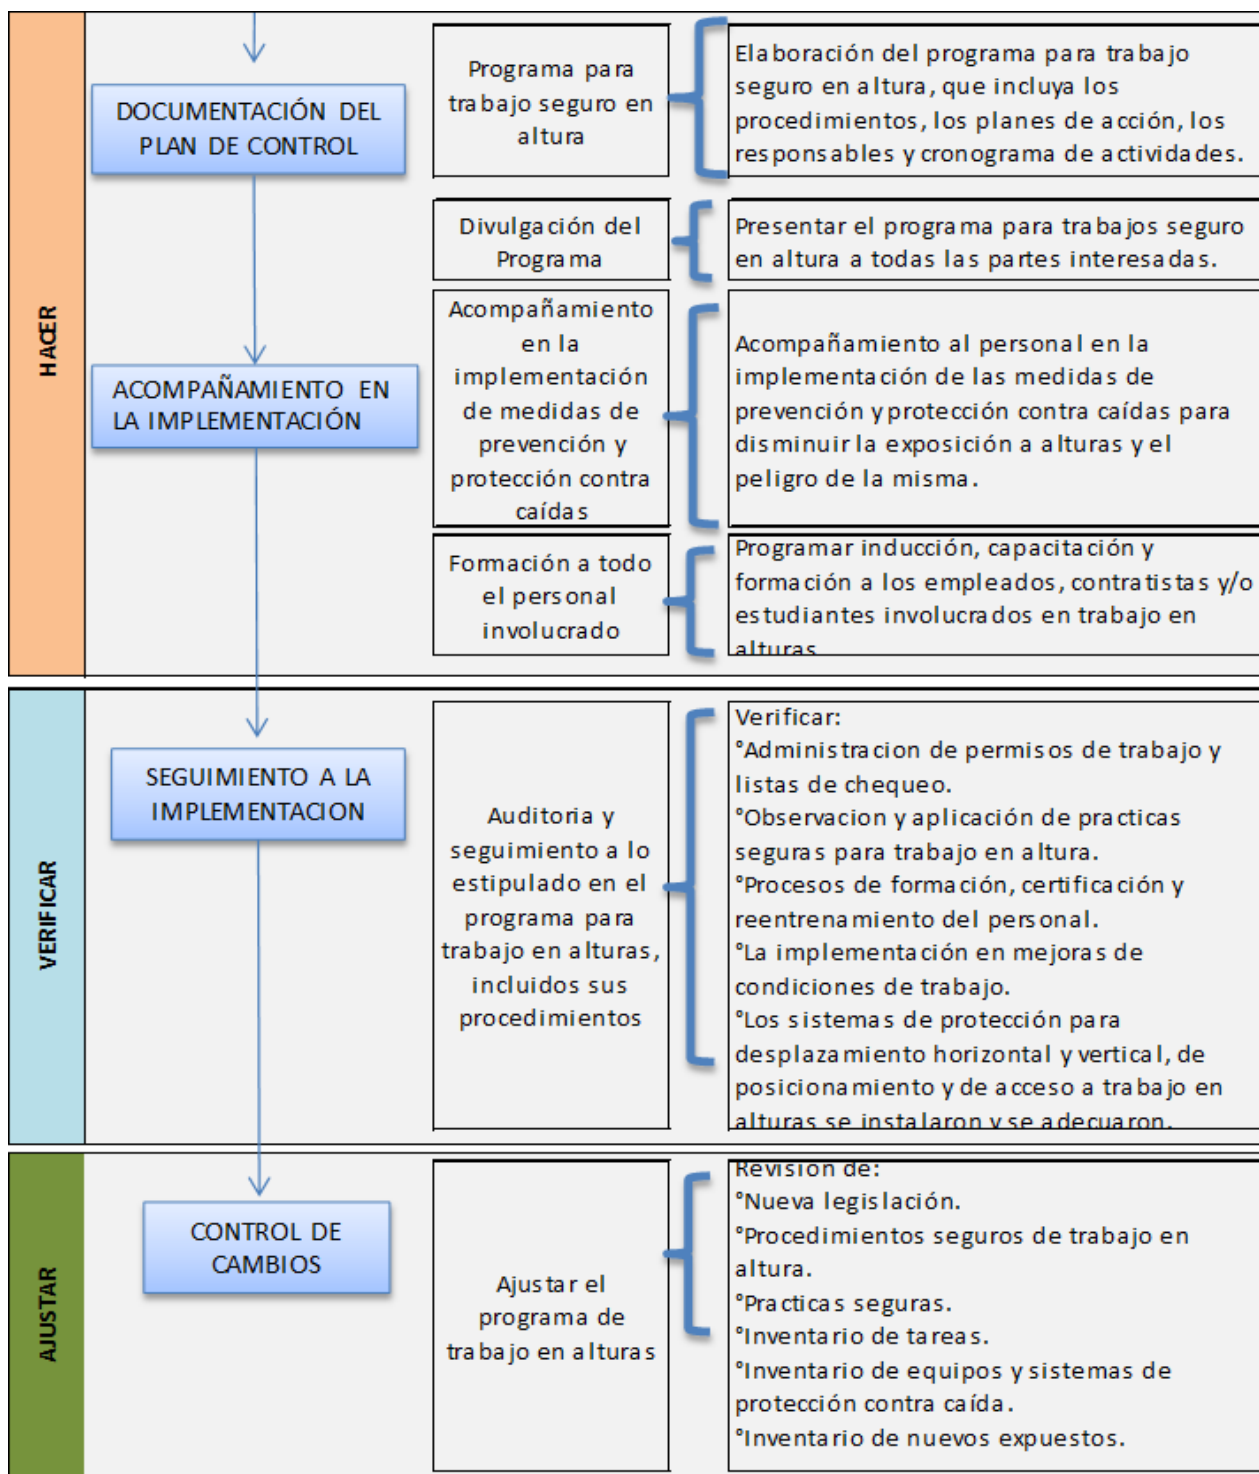 HACER
DOCUMENTACIÓN DEL
PLAN DE CONTROL
Programa para
trabajo seguro en
altura
Elaboración del programa para trabajo
seguro en altura, que incluya los
procedimientos, los planes de acción, los
responsables y cronograma de actividades.
Divulgación del
Programa
Presentar el programa para trabajos seguro
en altura a todas las partes interesadas.
ACOMPAÑAMIENTO EN
LA IMPLEMENTACIÓN
Acompañamiento
en la
implementación
de medidas de
prevención y
protección contra
caídas
Acompañamiento al personal en la
implementación de las medidas de
prevención y protección contra caídas para
disminuir la exposición a alturas y el
peligro de la misma.
Formación a todo
el personal
involucrado
Programar inducción, capacitación y
formación a los empleados, contratistas y/o
estudiantes involucrados en trabajo en
alturas
VERIFICAR
SEGUIMIENTO A LA
IMPLEMENTACION
Auditoria y
seguimiento a lo
estipulado en el
programa para
trabajo en alturas,
incluidos sus
procedimientos
Verificar:
°Administracion de permisos de trabajo y
listas de chequeo.
°Observacion y aplicación de practicas
seguras para trabajo en altura.
°Procesos de formación, certificación y
reentrenamiento del personal.
°La implementación en mejoras de
condiciones de trabajo.
°Los sistemas de protección para
desplazamiento horizontal y vertical, de
posicionamiento y de acceso a trabajo en
alturas se instalaron y se adecuaron.
AJUSTAR
CONTROL DE
CAMBIOS
Ajustar el
programa de
trabajo en alturas
Revisión de:
°Nueva legislación.
°Procedimientos seguros de trabajo en
altura.
°Practicas seguras.
°Inventario de tareas.
°Inventario de equipos y sistemas de
protección contra caída.
°Inventario de nuevos expuestos.